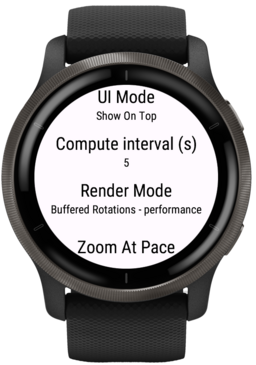 UI Mode
Show On Top
Compute interval (s)
5
Render Mode
Buffered Rotations - performance
Zoom At Pace